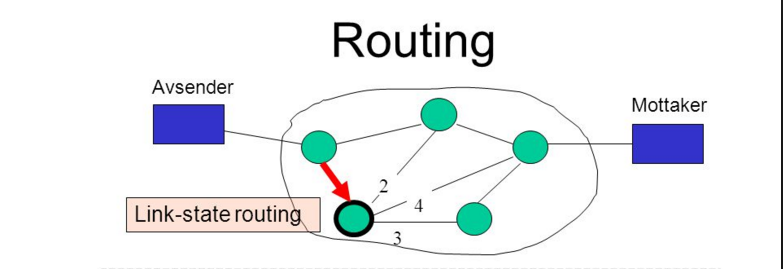 Routing
Avsender
Mottaker
2
4
Link-state routing
3